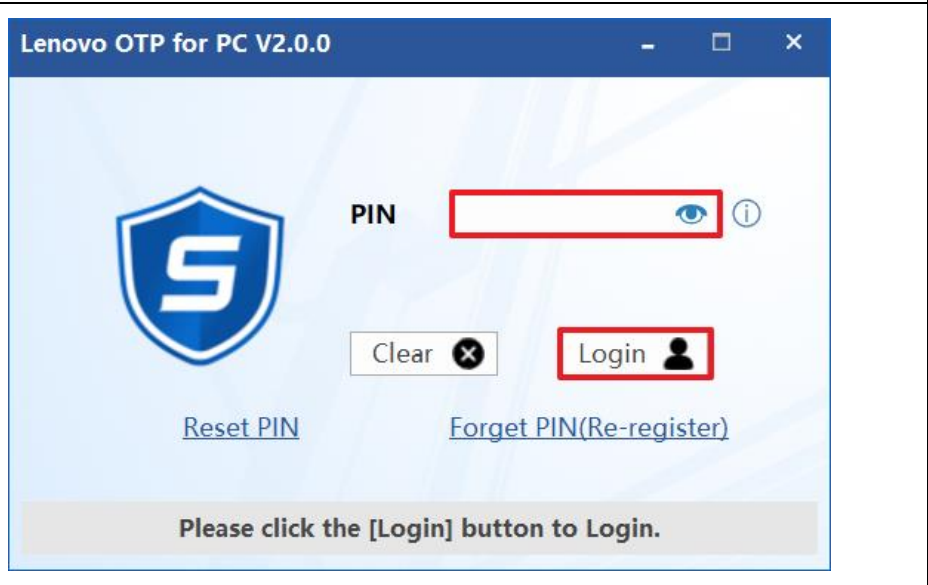 Lenovo OTP for PC V2.0.0
PIN
Clear Login
Reset PIN Forget PIN(Re-register)
Please click the [Login] button to Login.